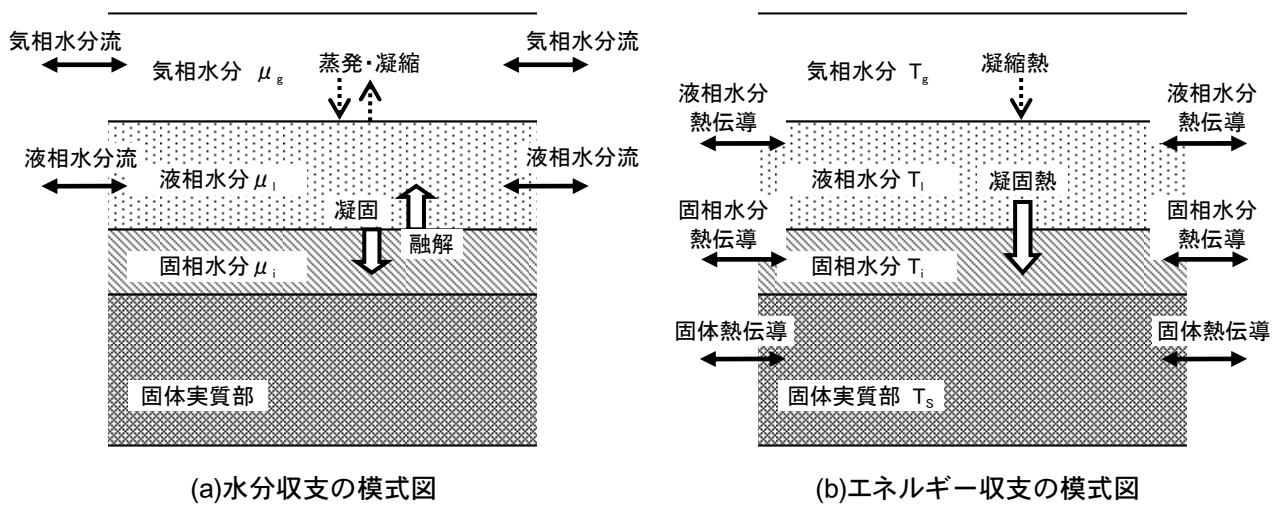 気相水分流
気相水分 μg
蒸発・凝縮
気相水分流
液相水分流
液相水分 μl
液相水分流
凝固
融解
固相水分 μi
固体実質部
(a)水分収支の模式図
気相水分 Tg
凝縮熱
液相水分
熱伝導
液相水分
熱伝導
液相水分 Tl
凝固熱
固相水分
熱伝導
固相水分
熱伝導
固相水分 Ti
固体熱伝導
固体熱伝導
固体実質部 TS
(b)エネルギー収支の模式図